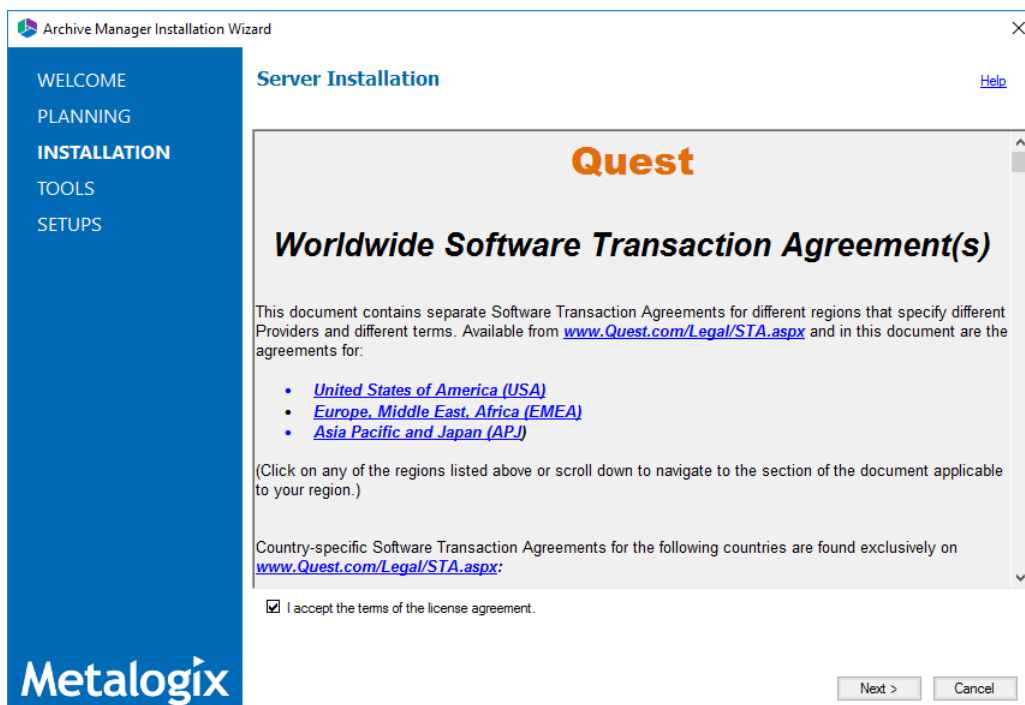 Archive Manager Installation Wizard
WELCOME
PLANNING
INSTALLATION
TOOLS
SETUPS
Server Installation
Help
Quest
Worldwide Software Transaction Agreement(s)
This document contains separate Software Transaction Agreements for different regions that specify different
Providers and different terms. Available from www.Quest.com/Legal/STA.aspx and in this document are the
agreements for:
• United States of America (USA)
• Europe, Middle East, Africa (EMEA)
• Asia Pacific and Japan (APJ)
(Click on any of the regions listed above or scroll down to navigate to the section of the document applicable
to your region.)
Country-specific Software Transaction Agreements for the following countries are found exclusively on
www.Quest.com/Legal/STA.aspx:
I accept the terms of the license agreement.
Metalogix
Next >
Cancel